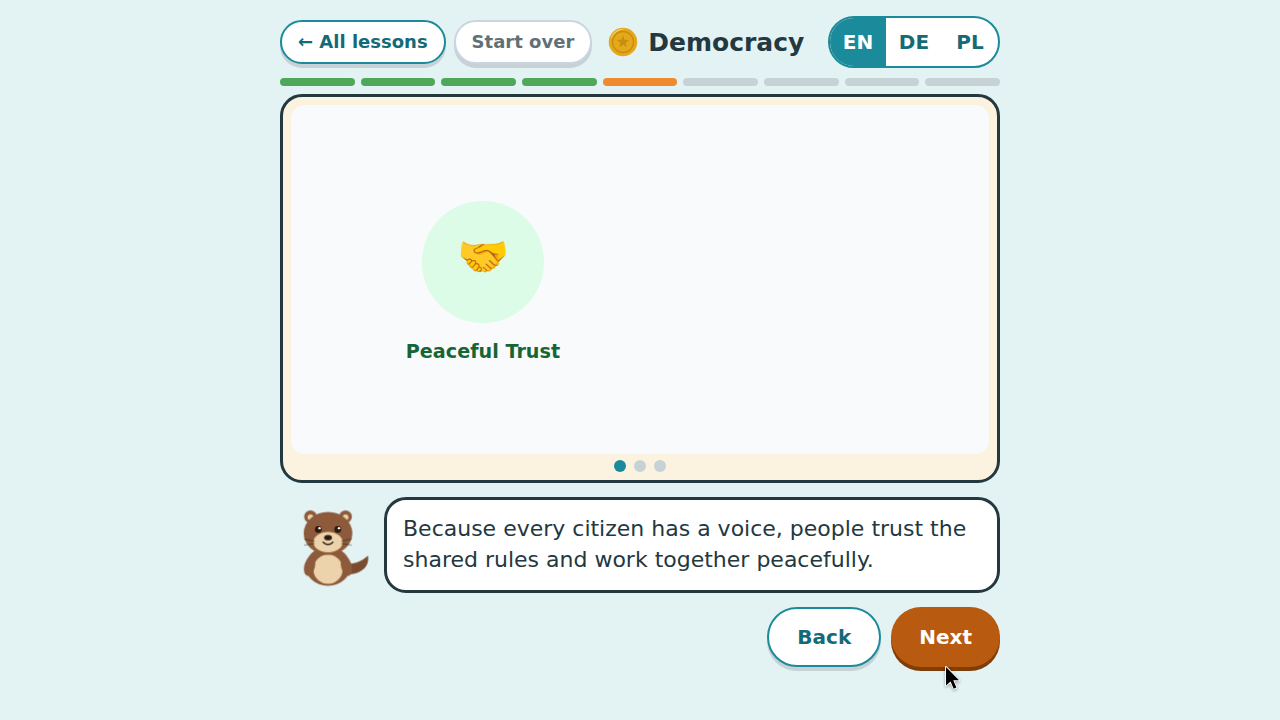 ← All lessons
Start over
Democracy
EN
DE
PL
Peaceful Trust
Because every citizen has a voice, people trust the
shared rules and work together peacefully.
Back
Next